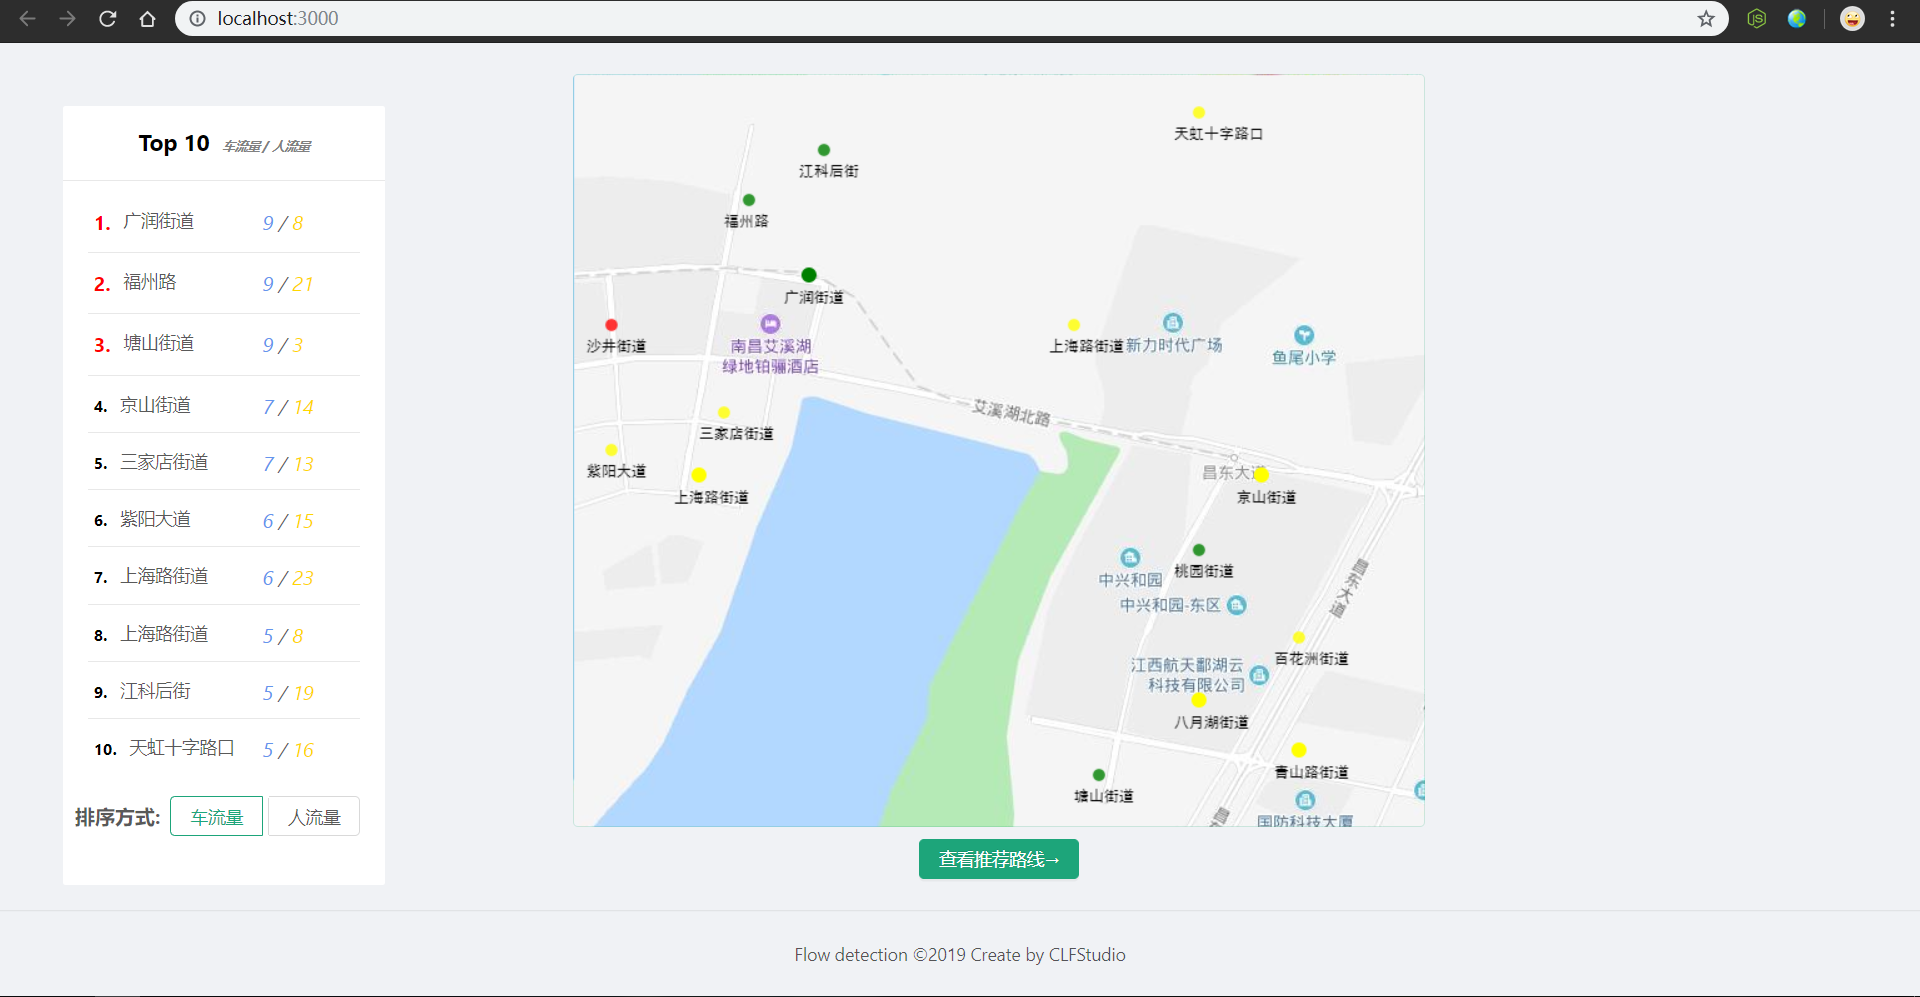 localhost:3000
Top 10 车流量 / 人流量
1. 广润街道 9 / 8
2. 福州路 9 / 21
3. 塘山街道 9 / 3
4. 京山街道 7 / 14
5. 三家店街道 7 / 13
6. 紫阳大道 6 / 15
7. 上海路街道 6 / 23
8. 上海路街道 5 / 8
9. 江科后街 5 / 19
10. 天虹十字路口 5 / 16
排序方式: 车流量 人流量
天虹十字路口
江科后街
福州路
广润街道
沙井街道
南昌艾溪湖
绿地铂骊酒店
上海路街道
新力时代广场
鱼尾小学
艾溪湖北路
三家店街道
紫阳大道
上海路街道
昌东大道
京山街道
中兴和园
桃园街道
中兴和园-东区
昌东大道
百花洲街道
江西航天鄱湖云
科技有限公司
八月湖街道
青山路街道
塘山街道
国防科技大厦
昌
查看推荐路线→
Flow detection ©2019 Create by CLFStudio